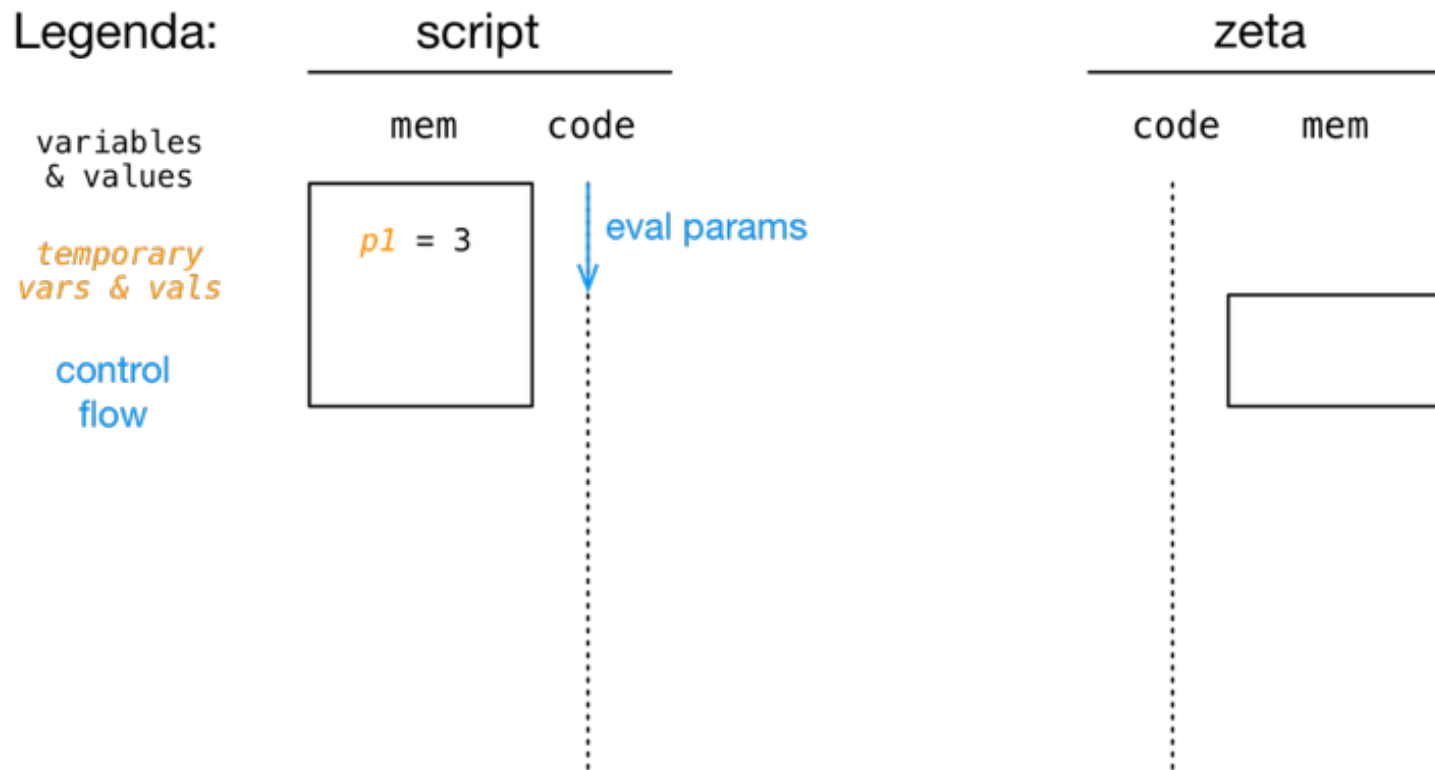 Legenda:
script
zeta
mem code
code mem
variables
& values
p1 = 3
eval params
temporary
vars & vals
control
flow